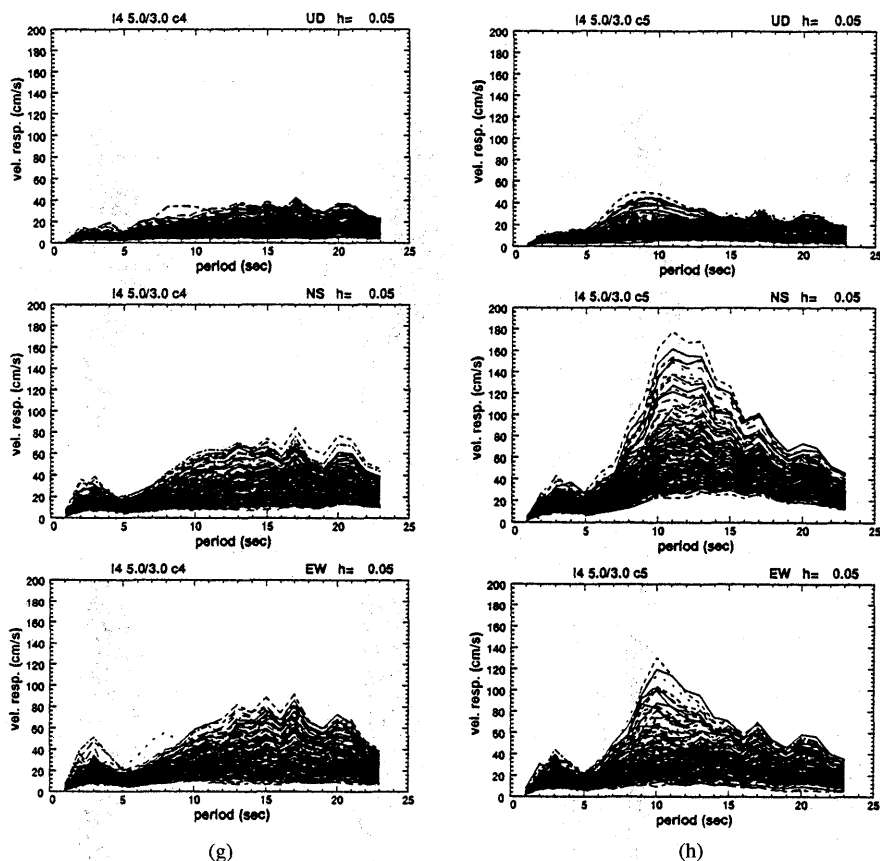 I4 5.0/3.0 c4 UD h= 0.05
200
180
160
140
120
100
80
60
40
20
0
vel. resp. (cm/s)
0 5 10 15 20 25
period (sec)
I4 5.0/3.0 c4 NS h= 0.05
200
180
160
140
120
100
80
60
40
20
0
vel. resp. (cm/s)
0 5 10 15 20 25
period (sec)
I4 5.0/3.0 c4 EW h= 0.05
200
180
160
140
120
100
80
60
40
20
0
vel. resp. (cm/s)
0 5 10 15 20 25
period (sec)
(g)
I4 5.0/3.0 c5 UD h= 0.05
200
180
160
140
120
100
80
60
40
20
0
vel. resp. (cm/s)
0 5 10 15 20 25
period (sec)
I4 5.0/3.0 c5 NS h= 0.05
200
180
160
140
120
100
80
60
40
20
0
vel. resp. (cm/s)
0 5 10 15 20 25
period (sec)
I4 5.0/3.0 c5 EW h= 0.05
200
180
160
140
120
100
80
60
40
20
0
vel. resp. (cm/s)
0 5 10 15 20 25
period (sec)
(h)